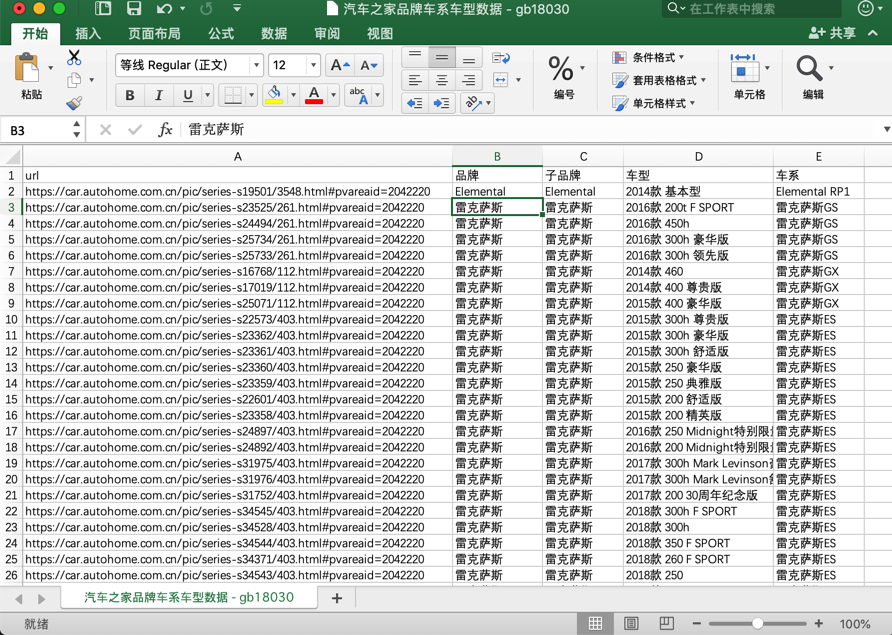 汽车之家品牌车系车型数据 - gb18030
在工作表中搜索
开始 插入 页面布局 公式 数据 审阅 视图 共享
粘贴
等线 Regular (正文) 12 A A
B I U A abc A
% 编号
条件格式
套用表格格式
单元格样式
单元格
编辑
B3 fx 雷克萨斯
A B C D E
1 url 品牌 子品牌 车型 车系
2 https://car.autohome.com.cn/pic/series-s19501/3548.html#pvareaid=2042220 Elemental Elemental 2014款 基本型 Elemental RP1
3 https://car.autohome.com.cn/pic/series-s23525/261.html#pvareaid=2042220 雷克萨斯 雷克萨斯 2016款 200t F SPORT 雷克萨斯GS
4 https://car.autohome.com.cn/pic/series-s24494/261.html#pvareaid=2042220 雷克萨斯 雷克萨斯 2016款 450h 雷克萨斯GS
5 https://car.autohome.com.cn/pic/series-s25734/261.html#pvareaid=2042220 雷克萨斯 雷克萨斯 2016款 300h 豪华版 雷克萨斯GS
6 https://car.autohome.com.cn/pic/series-s25733/261.html#pvareaid=2042220 雷克萨斯 雷克萨斯 2016款 300h 领先版 雷克萨斯GS
7 https://car.autohome.com.cn/pic/series-s16768/112.html#pvareaid=2042220 雷克萨斯 雷克萨斯 2014款 460 雷克萨斯GX
8 https://car.autohome.com.cn/pic/series-s17019/112.html#pvareaid=2042220 雷克萨斯 雷克萨斯 2014款 400 尊贵版 雷克萨斯GX
9 https://car.autohome.com.cn/pic/series-s25071/112.html#pvareaid=2042220 雷克萨斯 雷克萨斯 2015款 400 豪华版 雷克萨斯GX
10 https://car.autohome.com.cn/pic/series-s22573/403.html#pvareaid=2042220 雷克萨斯 雷克萨斯 2015款 300h 尊贵版 雷克萨斯ES
11 https://car.autohome.com.cn/pic/series-s23362/403.html#pvareaid=2042220 雷克萨斯 雷克萨斯 2015款 300h 豪华版 雷克萨斯ES
12 https://car.autohome.com.cn/pic/series-s23361/403.html#pvareaid=2042220 雷克萨斯 雷克萨斯 2015款 300h 舒适版 雷克萨斯ES
13 https://car.autohome.com.cn/pic/series-s23360/403.html#pvareaid=2042220 雷克萨斯 雷克萨斯 2015款 250 豪华版 雷克萨斯ES
14 https://car.autohome.com.cn/pic/series-s23359/403.html#pvareaid=2042220 雷克萨斯 雷克萨斯 2015款 250 典雅版 雷克萨斯ES
15 https://car.autohome.com.cn/pic/series-s22601/403.html#pvareaid=2042220 雷克萨斯 雷克萨斯 2015款 200 舒适版 雷克萨斯ES
16 https://car.autohome.com.cn/pic/series-s23358/403.html#pvareaid=2042220 雷克萨斯 雷克萨斯 2015款 200 精英版 雷克萨斯ES
17 https://car.autohome.com.cn/pic/series-s24897/403.html#pvareaid=2042220 雷克萨斯 雷克萨斯 2016款 250 Midnight特别限 雷克萨斯ES
18 https://car.autohome.com.cn/pic/series-s24892/403.html#pvareaid=2042220 雷克萨斯 雷克萨斯 2016款 200 Midnight特别限 雷克萨斯ES
19 https://car.autohome.com.cn/pic/series-s31975/403.html#pvareaid=2042220 雷克萨斯 雷克萨斯 2017款 300h Mark Levinson 雷克萨斯ES
20 https://car.autohome.com.cn/pic/series-s31976/403.html#pvareaid=2042220 雷克萨斯 雷克萨斯 2017款 300h Mark Levinson 雷克萨斯ES
21 https://car.autohome.com.cn/pic/series-s31752/403.html#pvareaid=2042220 雷克萨斯 雷克萨斯 2017款 200 30周年纪念版 雷克萨斯ES
22 https://car.autohome.com.cn/pic/series-s34545/403.html#pvareaid=2042220 雷克萨斯 雷克萨斯 2018款 300h F SPORT 雷克萨斯ES
23 https://car.autohome.com.cn/pic/series-s34528/403.html#pvareaid=2042220 雷克萨斯 雷克萨斯 2018款 300h 雷克萨斯ES
24 https://car.autohome.com.cn/pic/series-s34544/403.html#pvareaid=2042220 雷克萨斯 雷克萨斯 2018款 350 F SPORT 雷克萨斯ES
25 https://car.autohome.com.cn/pic/series-s34371/403.html#pvareaid=2042220 雷克萨斯 雷克萨斯 2018款 260 F SPORT 雷克萨斯ES
26 https://car.autohome.com.cn/pic/series-s34543/403.html#pvareaid=2042220 雷克萨斯 雷克萨斯 2018款 250 雷克萨斯ES
汽车之家品牌车系车型数据 - gb18030
就绪 100%